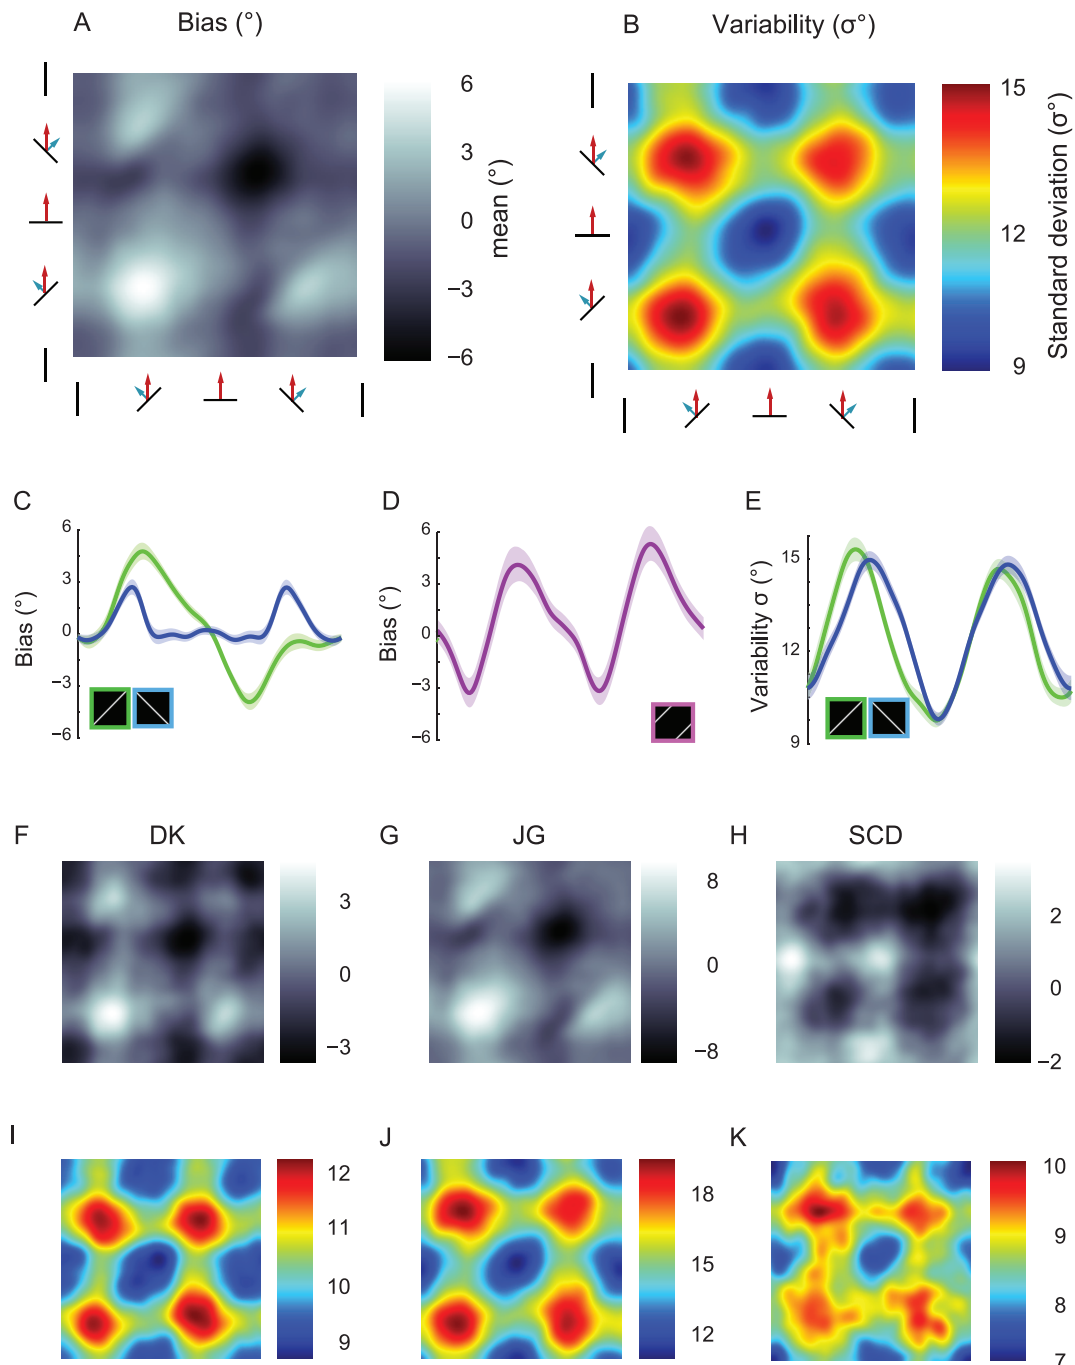 A Bias (°)
B Variability (σ°)
6
3
0
−3
−6
mean (°)
15
12
9
Standard deviation (σ°)
C
6
3
0
−3
−6
Bias (°)
D
6
3
0
−3
−6
Bias (°)
E
15
12
9
Variability σ (°)
F DK
3
0
−3
G JG
8
0
−8
H SCD
2
0
−2
I
12
11
10
9
J
18
15
12
K
10
9
8
7